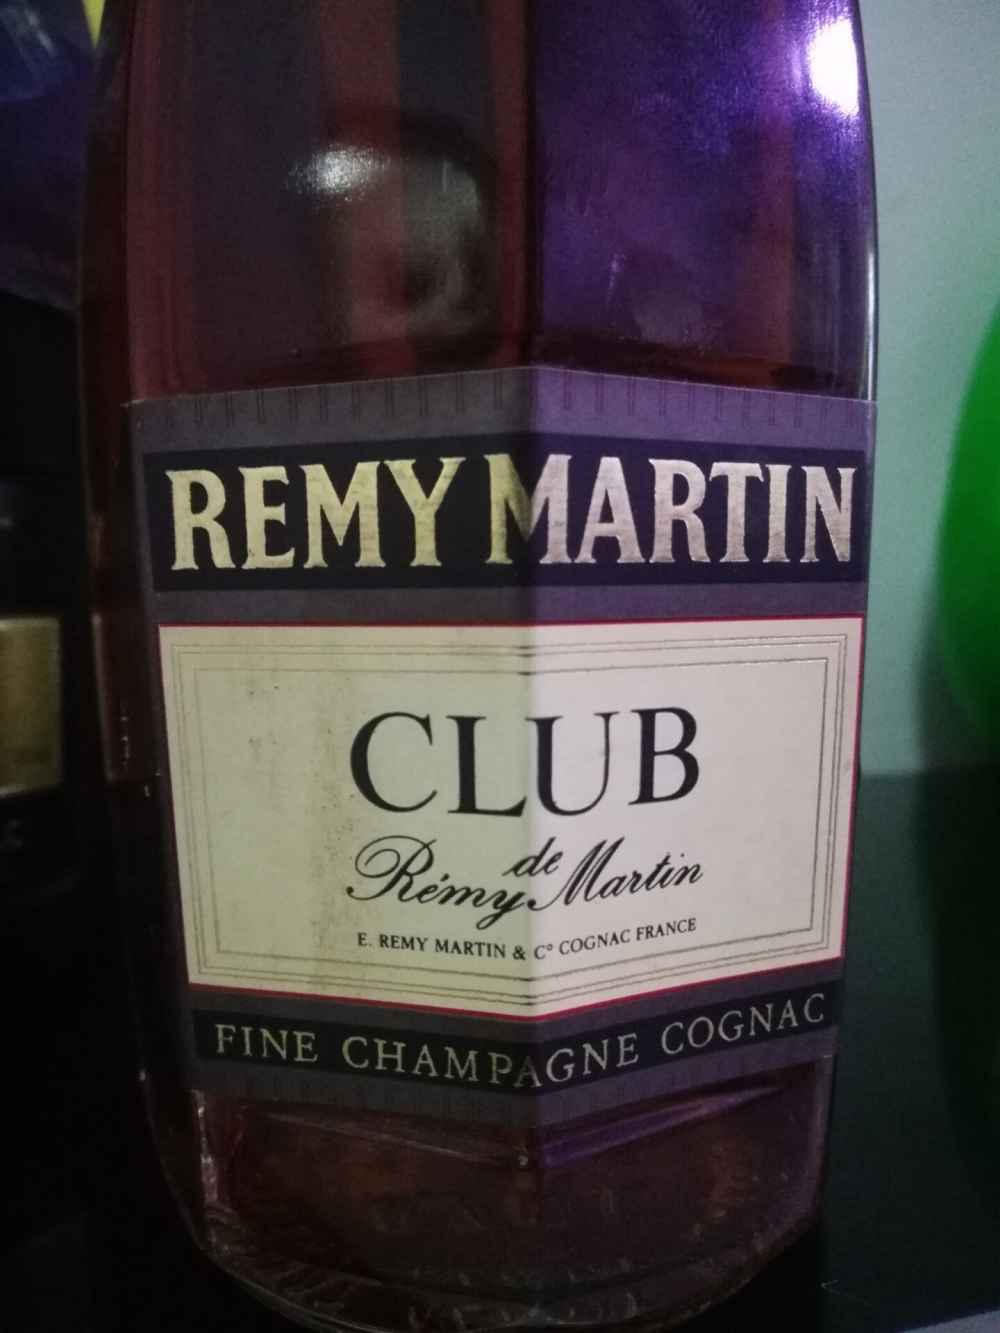 REMY MARTIN
CLUB
de
Rémy Martin
E. REMY MARTIN & C° COGNAC FRANCE
FINE CHAMPAGNE COGNAC